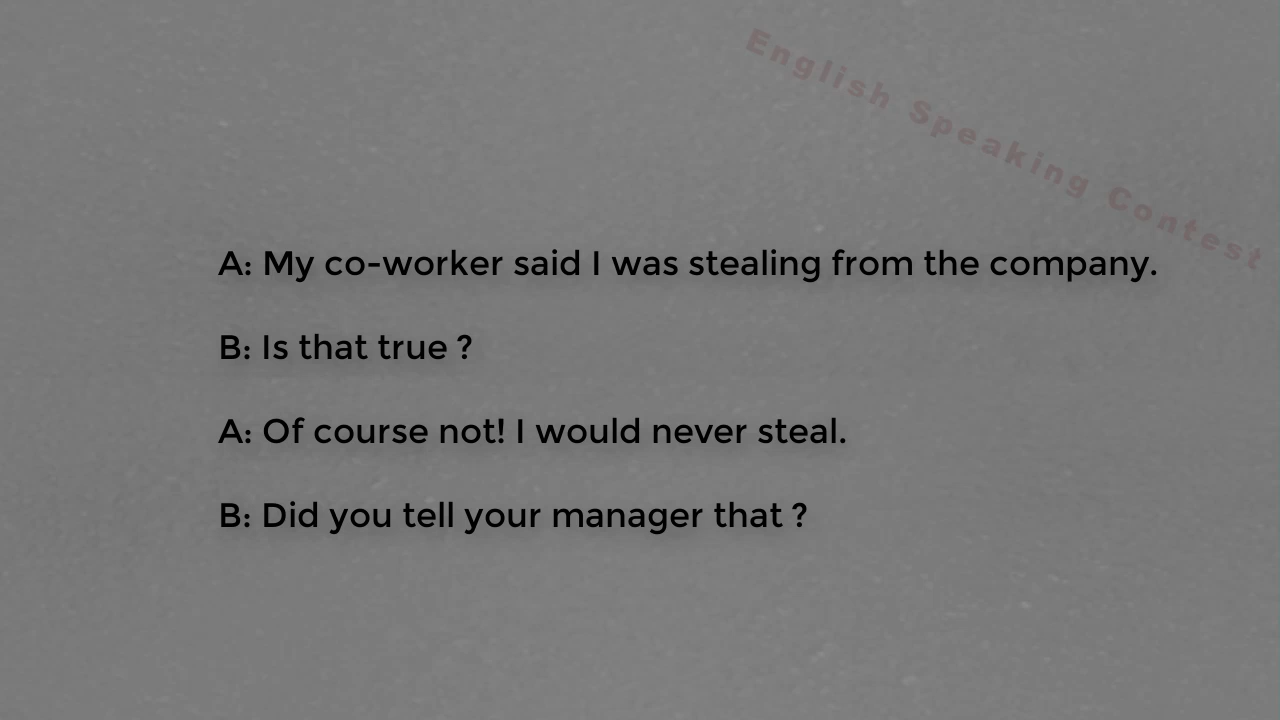 English Speaking Contest
A: My co-worker said I was stealing from the company.
B: Is that true ?
A: Of course not! I would never steal.
B: Did you tell your manager that ?